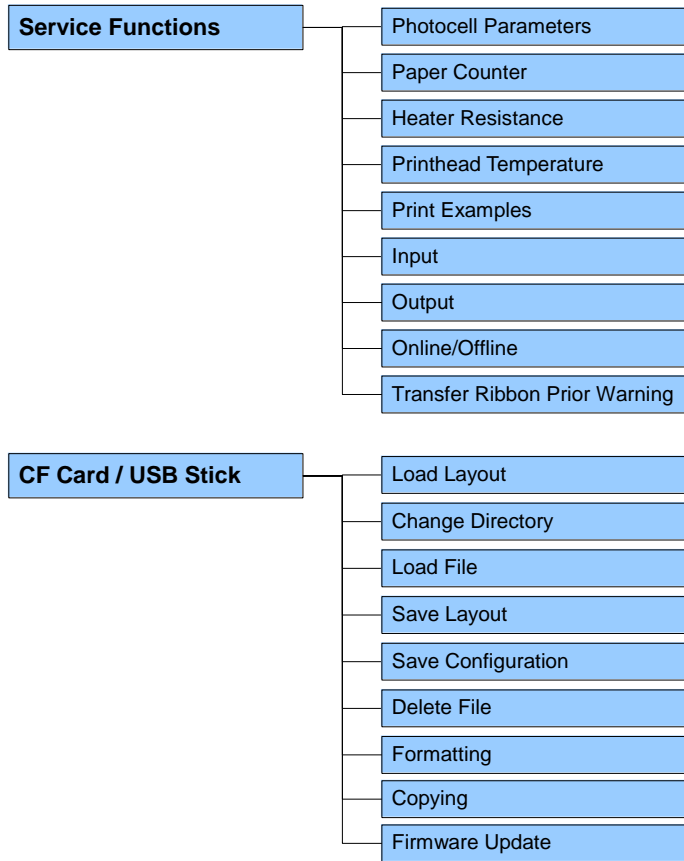 Service Functions
Photocell Parameters
Paper Counter
Heater Resistance
Printhead Temperature
Print Examples
Input
Output
Online/Offline
Transfer Ribbon Prior Warning
CF Card / USB Stick
Load Layout
Change Directory
Load File
Save Layout
Save Configuration
Delete File
Formatting
Copying
Firmware Update